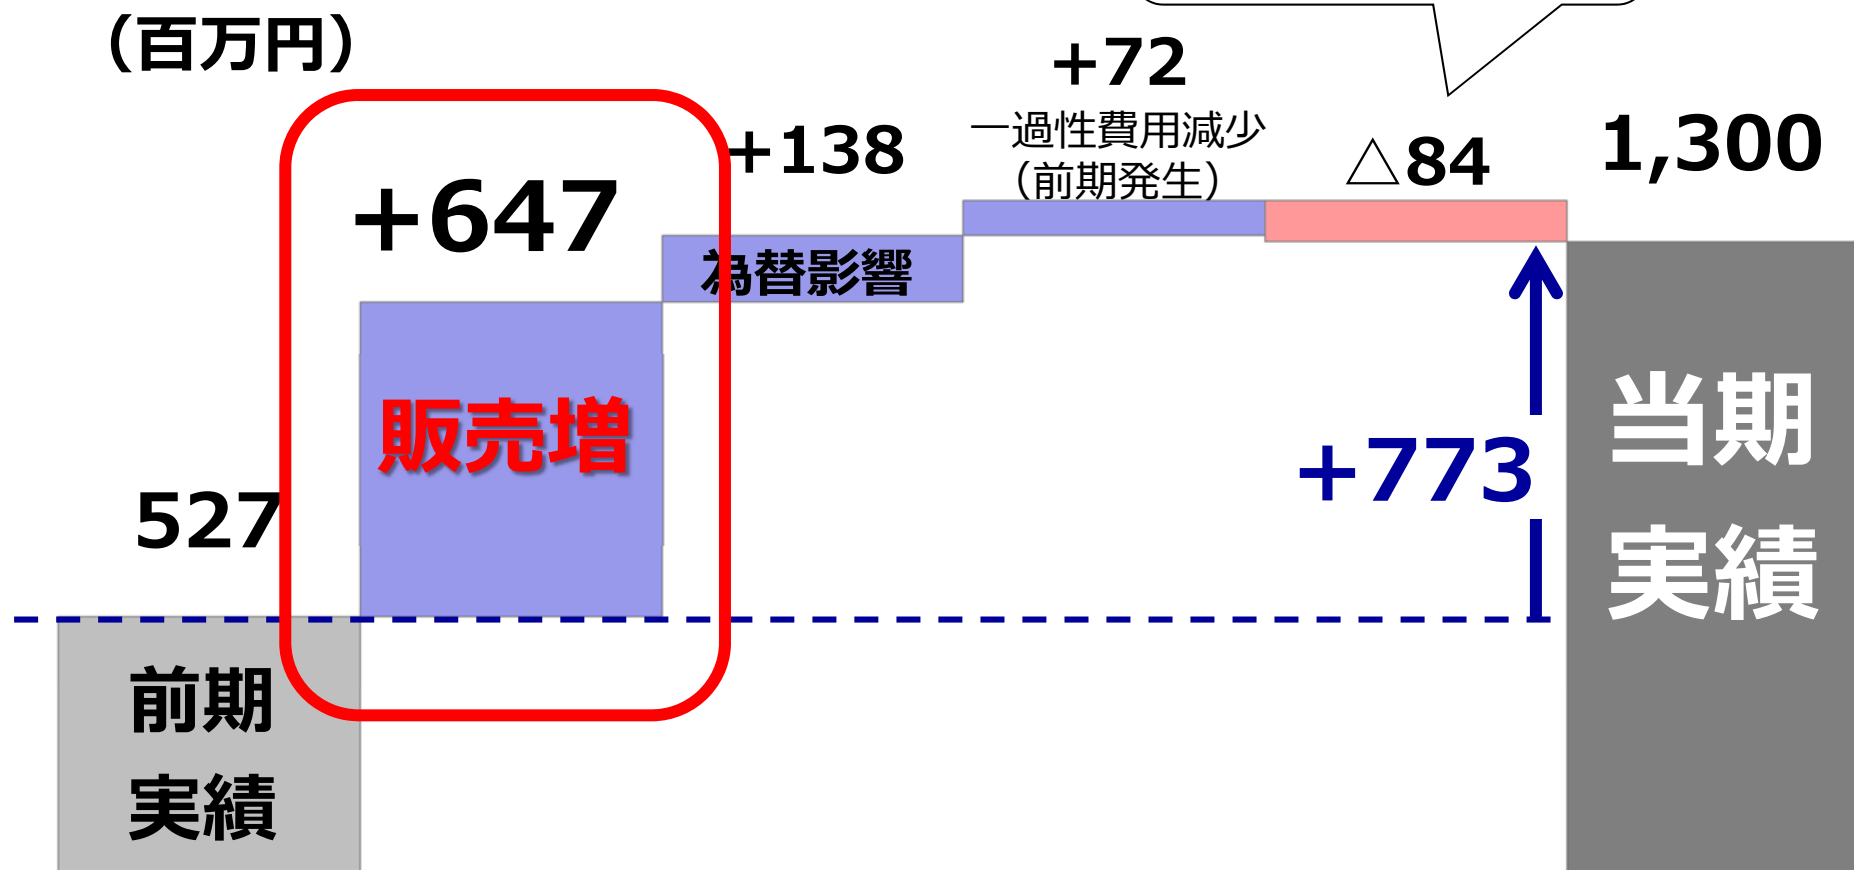 （百万円）
527
前期
実績
+647
販売増
+138
為替影響
+72
一過性費用減少
（前期発生）
△84
+773
1,300
当期
実績